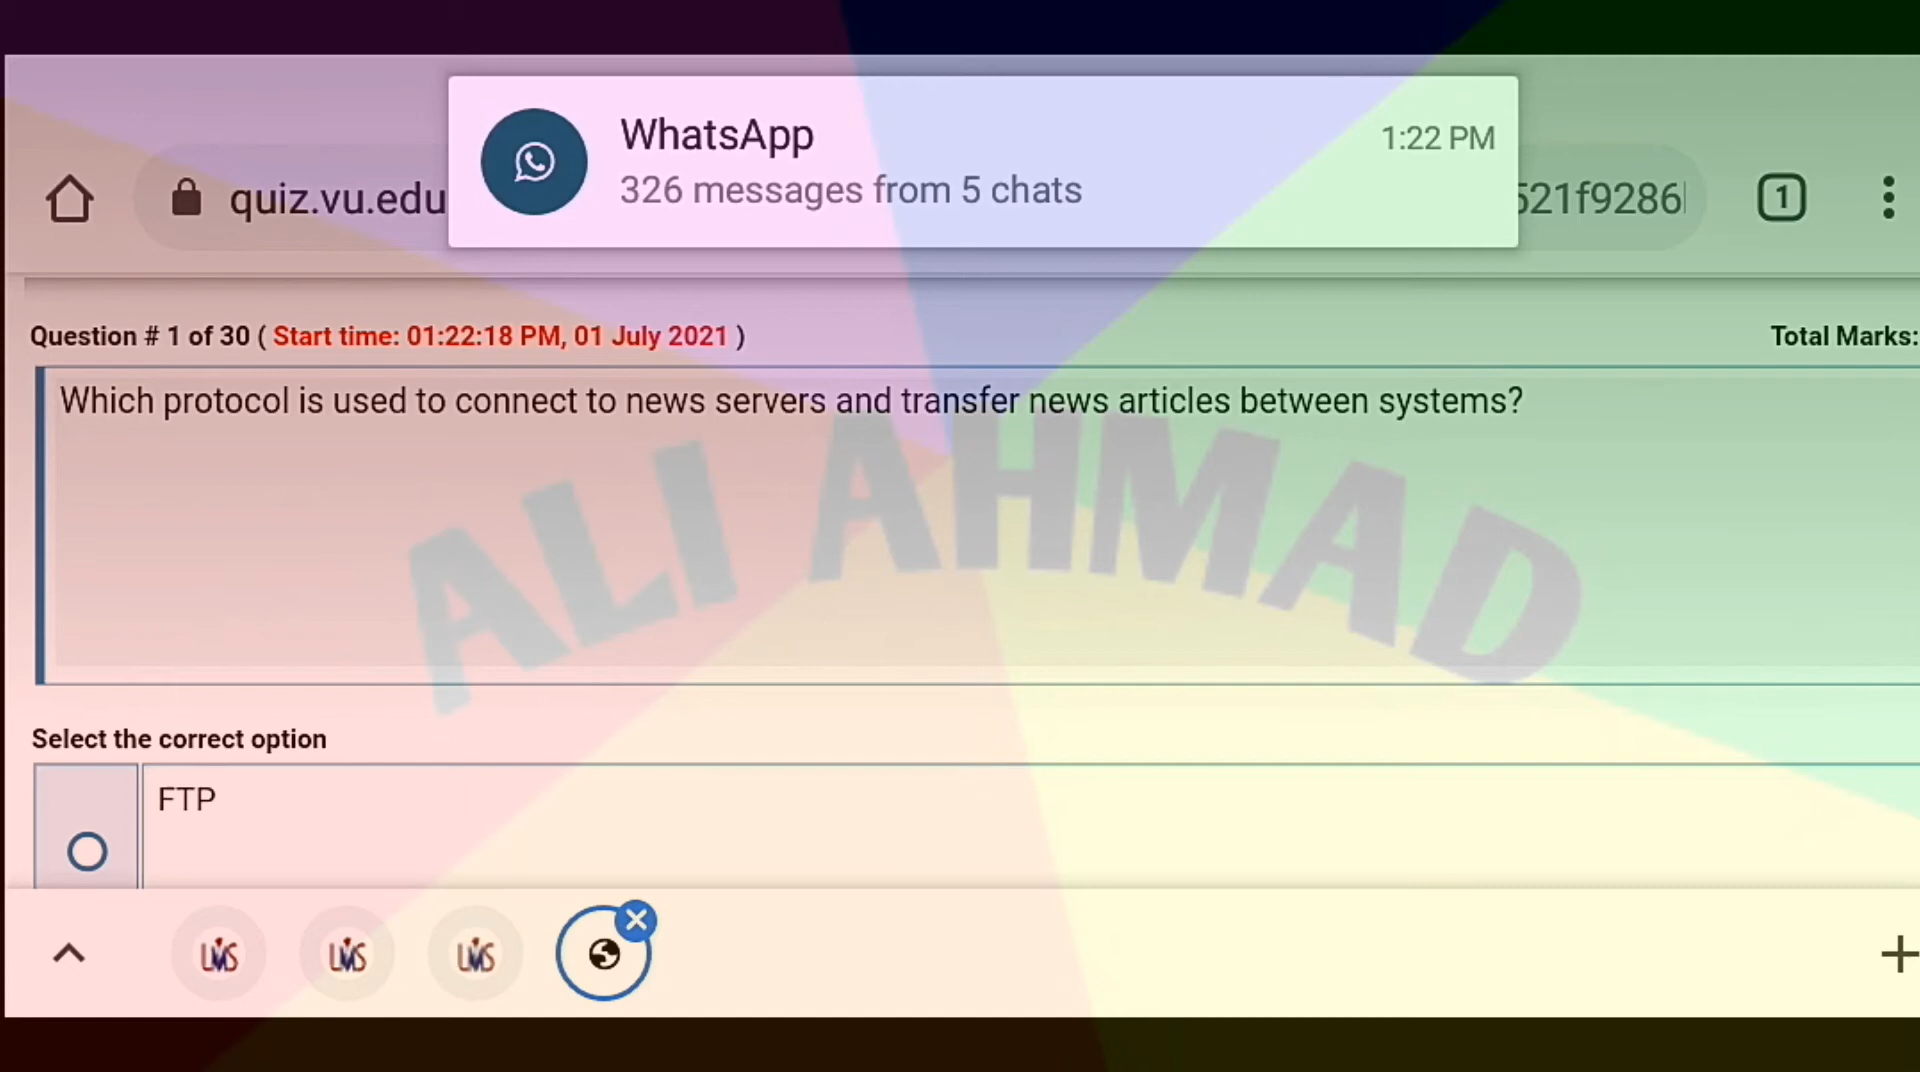 WhatsApp
1:22 PM
326 messages from 5 chats
quiz.vu.edu
521f9286
1
Question # 1 of 30 ( Start time: 01:22:18 PM, 01 July 2021 )
Total Marks:
Which protocol is used to connect to news servers and transfer news articles between systems?
ALI AHMAD
Select the correct option
FTP
LMS
LMS
LMS